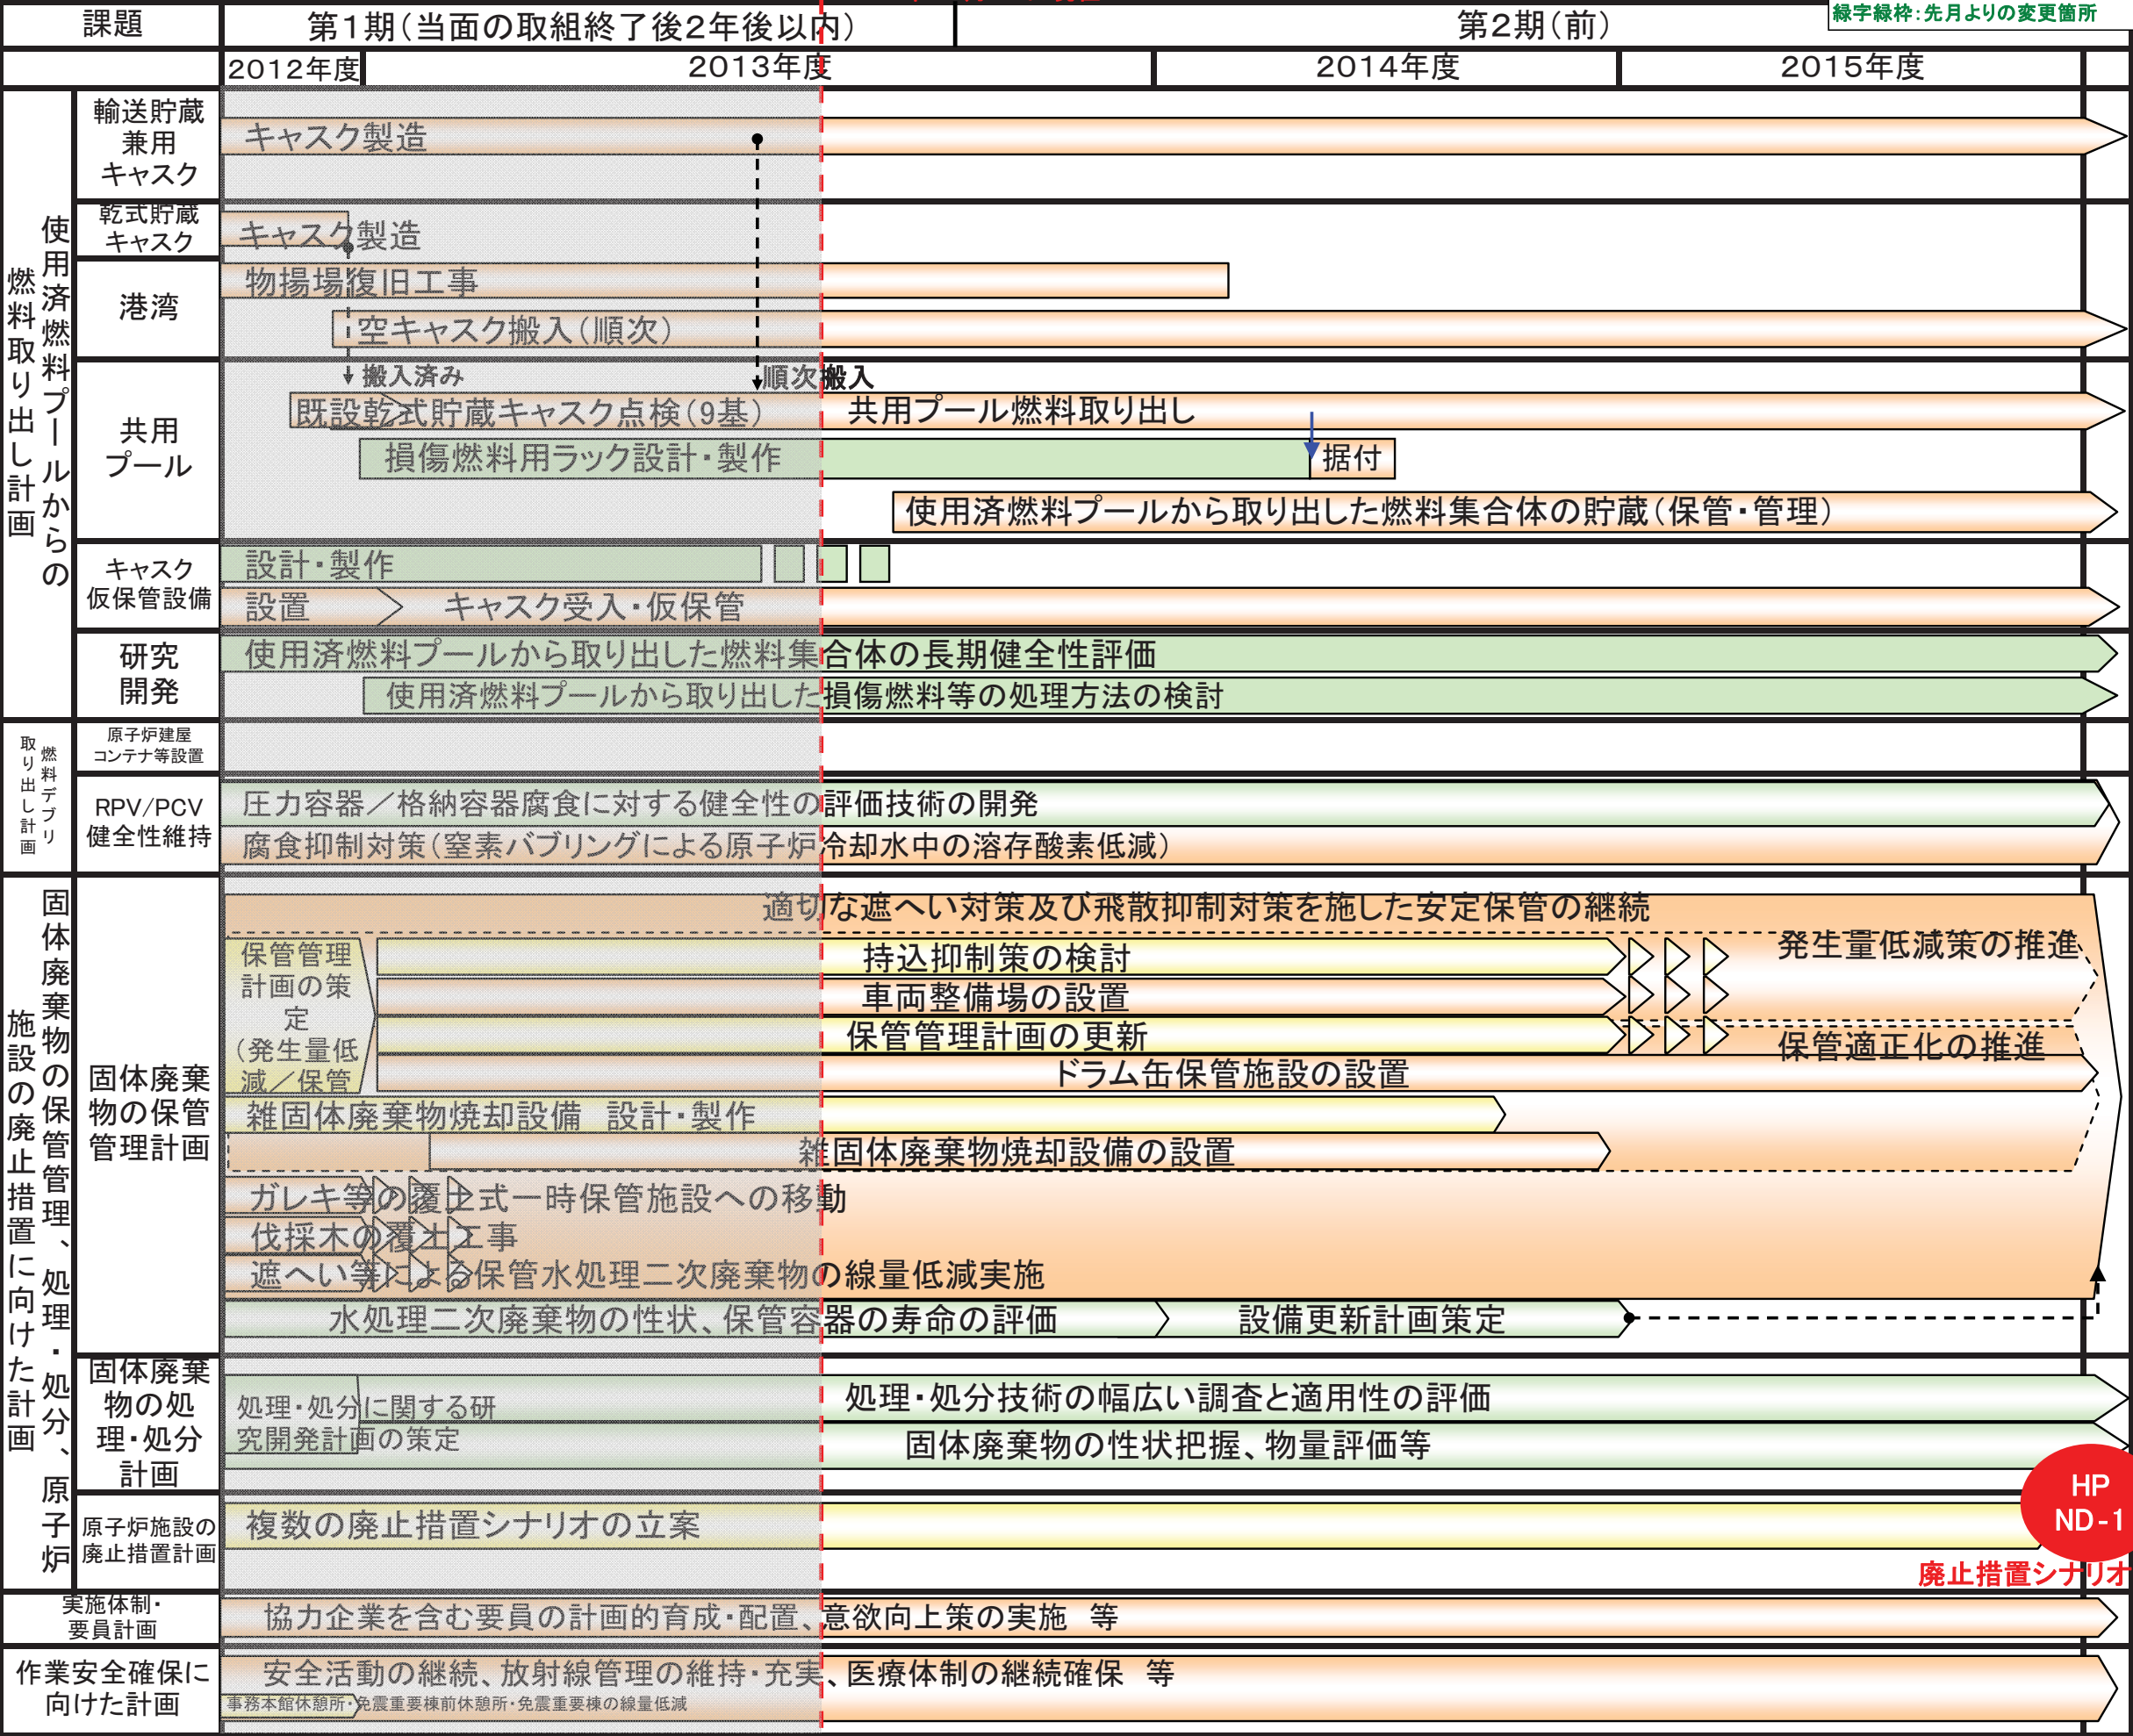 緑字緑枠:先月よりの変更箇所
課題
第1期(当面の取組終了後2年後以内)
第2期(前)
2012年度
2013年度
2014年度
2015年度
使用済燃料プールからの
燃料取り出し計画
輸送貯蔵
兼用
キャスク
キャスク製造
乾式貯蔵
キャスク
キャスク製造
港湾
物揚場復旧工事
空キャスク搬入(順次)
共用
プール
搬入済み
順次搬入
既設乾式貯蔵キャスク点検(9基)
共用プール燃料取り出し
損傷燃料用ラック設計・製作
据付
使用済燃料プールから取り出した燃料集合体の貯蔵(保管・管理)
キャスク
仮保管設備
設計・製作
設置
キャスク受入・仮保管
研究
開発
使用済燃料プールから取り出した燃料集合体の長期健全性評価
使用済燃料プールから取り出した損傷燃料等の処理方法の検討
燃料デブリ
取り出し計画
原子炉建屋
コンテナ等設置
RPV/PCV
健全性維持
圧力容器/格納容器腐食に対する健全性の評価技術の開発
腐食抑制対策(窒素バブリングによる原子炉冷却水中の溶存酸素低減)
固体廃棄物の保管管理、処理・処分、原子炉
施設の廃止措置に向けた計画
固体廃棄
物の保管
管理計画
適切な遮へい対策及び飛散抑制対策を施した安定保管の継続
保管管理
計画の策
定
(発生量低
減/保管
持込抑制策の検討
発生量低減策の推進
車両整備場の設置
保管管理計画の更新
保管適正化の推進
ドラム缶保管施設の設置
雑固体廃棄物焼却設備 設計・製作
雑固体廃棄物焼却設備の設置
ガレキ等の覆土式一時保管施設への移動
伐採木の覆土工事
遮へい等による保管水処理二次廃棄物の線量低減実施
水処理二次廃棄物の性状、保管容器の寿命の評価
設備更新計画策定
固体廃棄
物の処
理・処分
計画
処理・処分に関する研
究開発計画の策定
処理・処分技術の幅広い調査と適用性の評価
固体廃棄物の性状把握、物量評価等
原子炉施設の
廃止措置計画
複数の廃止措置シナリオの立案
HP
ND-1
廃止措置シナリオ
実施体制・
要員計画
協力企業を含む要員の計画的育成・配置、意欲向上策の実施 等
作業安全確保に
向けた計画
安全活動の継続、放射線管理の維持・充実、医療体制の継続確保 等
事務本館休憩所・免震重要棟前休憩所・免震重要棟の線量低減